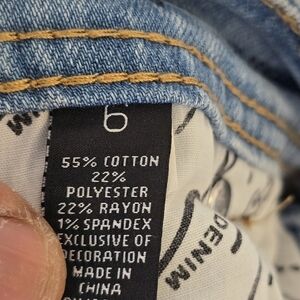 6
55% COTTON
22%
POLYESTER
22% RAYON
1% SPANDEX
EXCLUSIVE OF
DECORATION
MADE IN
CHINA
DENIM